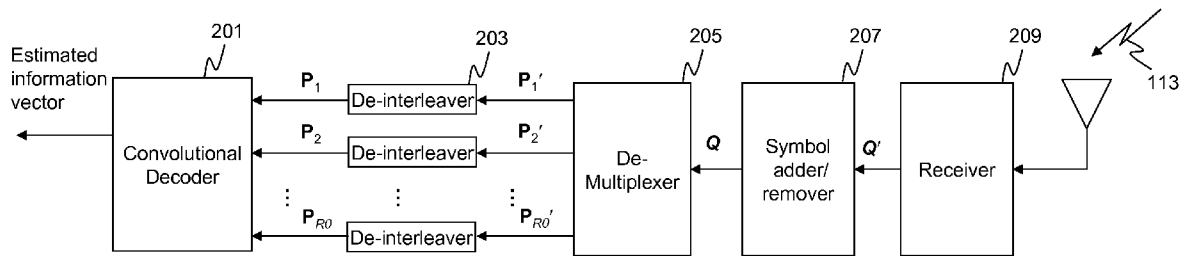 201
203
205
207
209
113
Estimated
information
vector
Convolutional
Decoder
P1
De-interleaver
P1'
P2
De-interleaver
P2'
⋮ ⋮ ⋮
PR0
De-interleaver
PR0'
De-
Multiplexer
Q
Symbol
adder/
remover
Q'
Receiver